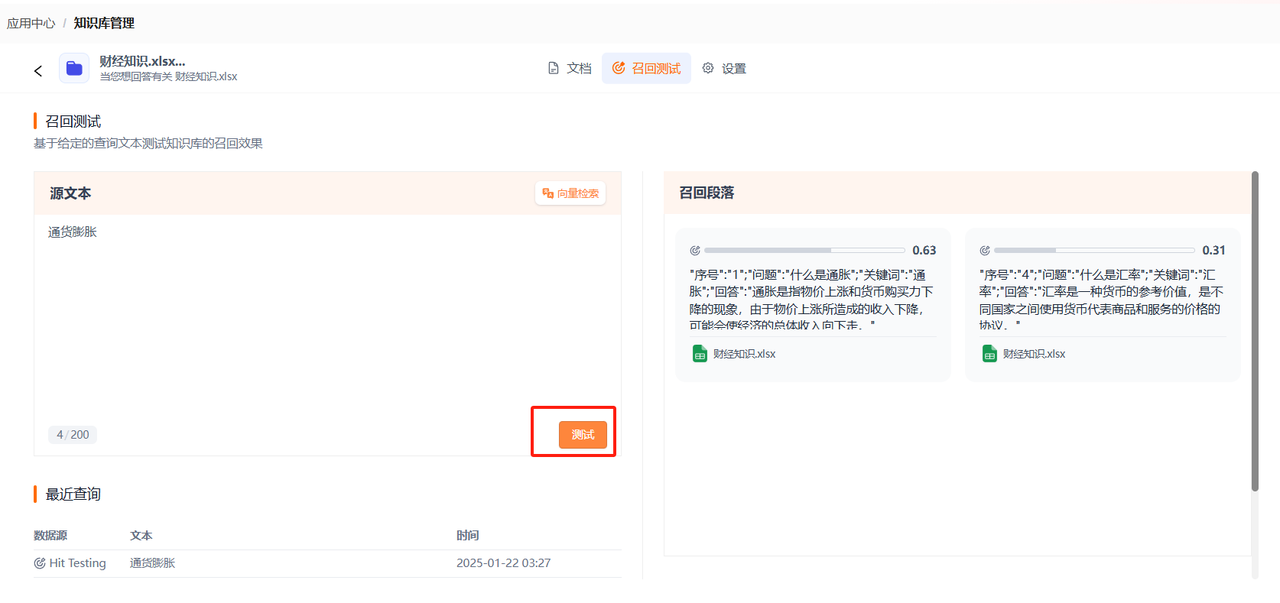 应用中心 / 知识库管理
财经知识.xlsx...
当您想回答有关 财经知识.xlsx
文档
召回测试
设置
召回测试
基于给定的查询文本测试知识库的召回效果
源文本
向量检索
通货膨胀
4 / 200
测试
最近查询
数据源 文本 时间
Hit Testing 通货膨胀 2025-01-22 03:27
召回段落
0.63
"序号":"1";"问题":"什么是通胀";"关键词":"通
胀";"回答":"通胀是指物价上涨和货币购买力下
降的现象，由于物价上涨所造成的收入下降，
可能会使经济的总体收入向下走。"
财经知识.xlsx
0.31
"序号":"4";"问题":"什么是汇率";"关键词":"汇
率";"回答":"汇率是一种货币的参考价值，是不
同国家之间使用货币代表商品和服务的价格的
协议。"
财经知识.xlsx